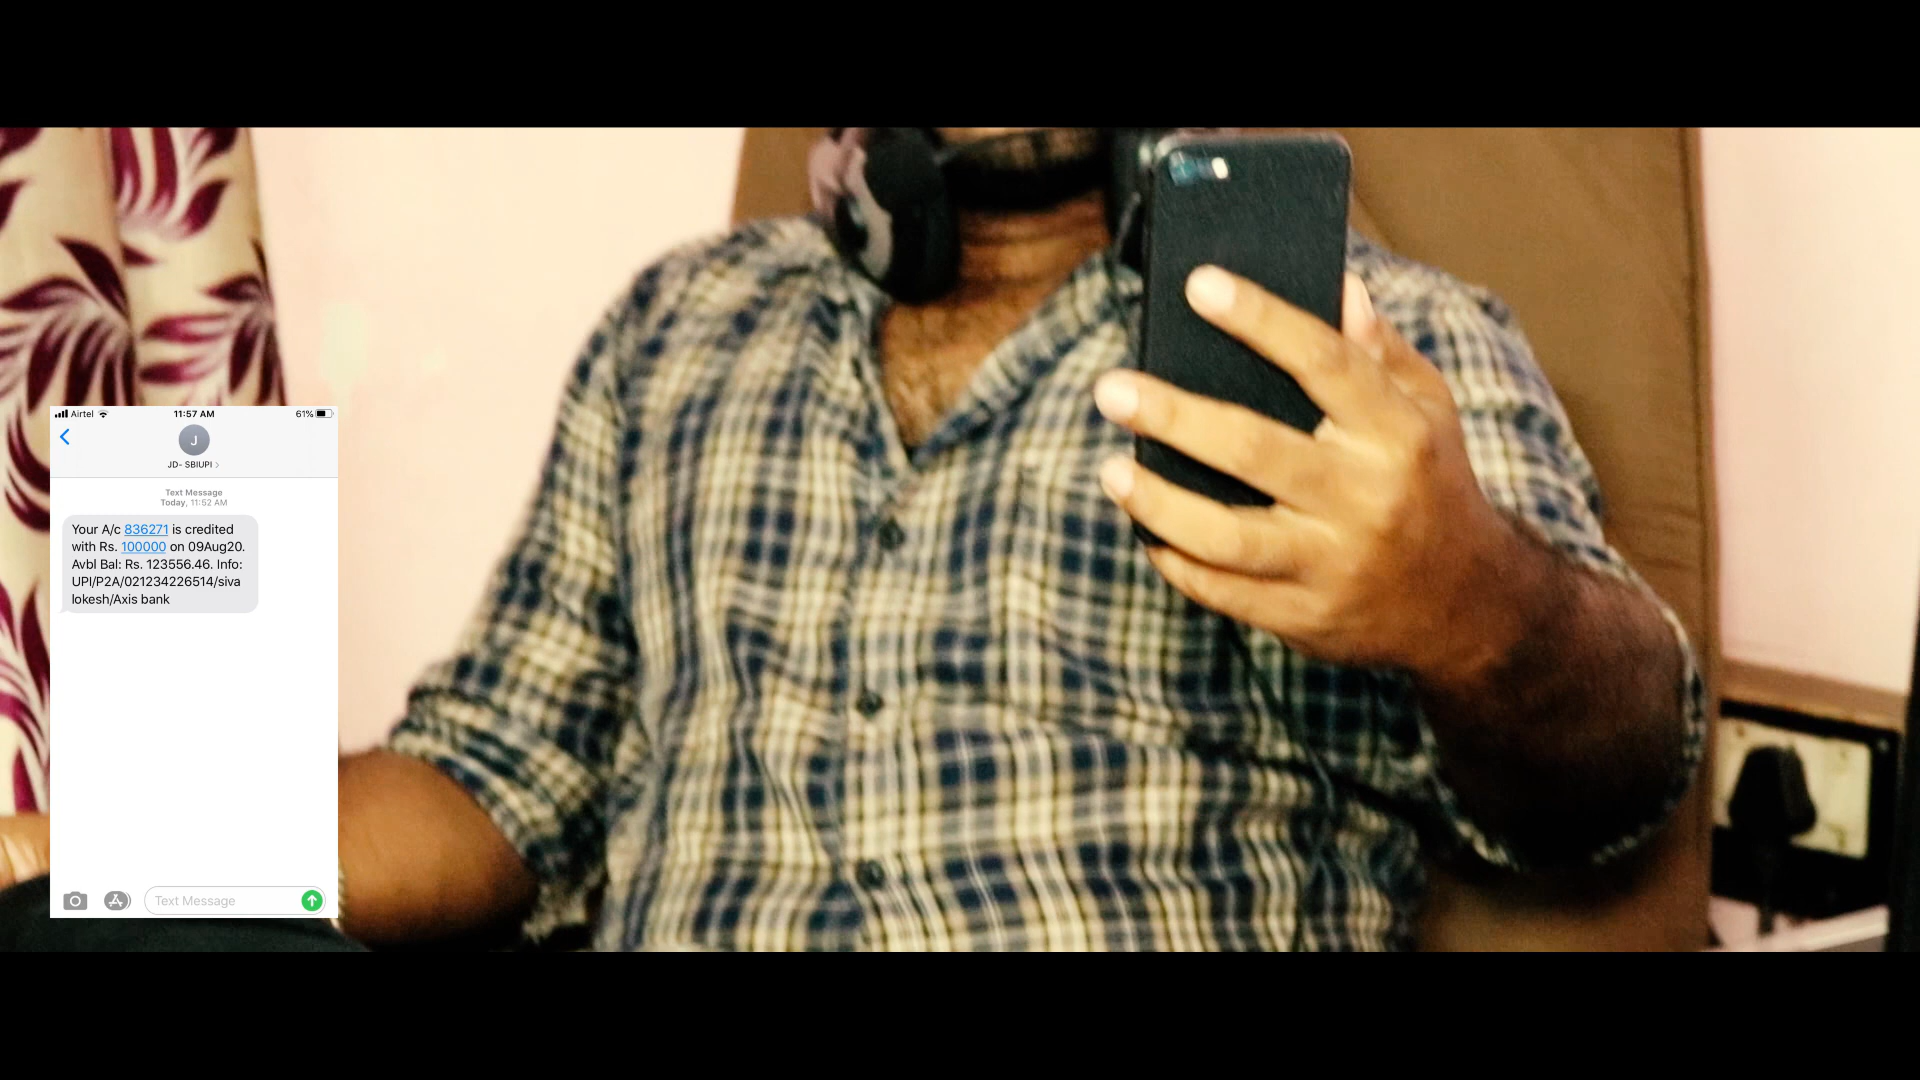 Airtel 11:57 AM 61%
J
JD- SBIUPI
Text Message
Today, 11:52 AM
Your A/c 836271 is credited
with Rs. 100000 on 09Aug20.
Avbl Bal: Rs. 123556.46. Info:
UPI/P2A/021234226514/siva
lokesh/Axis bank
Text Message